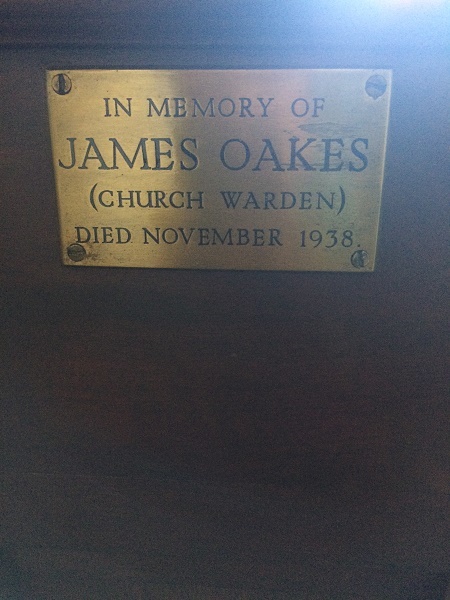 IN MEMORY OF
JAMES OAKES
(CHURCH WARDEN)
DIED NOVEMBER 1938.